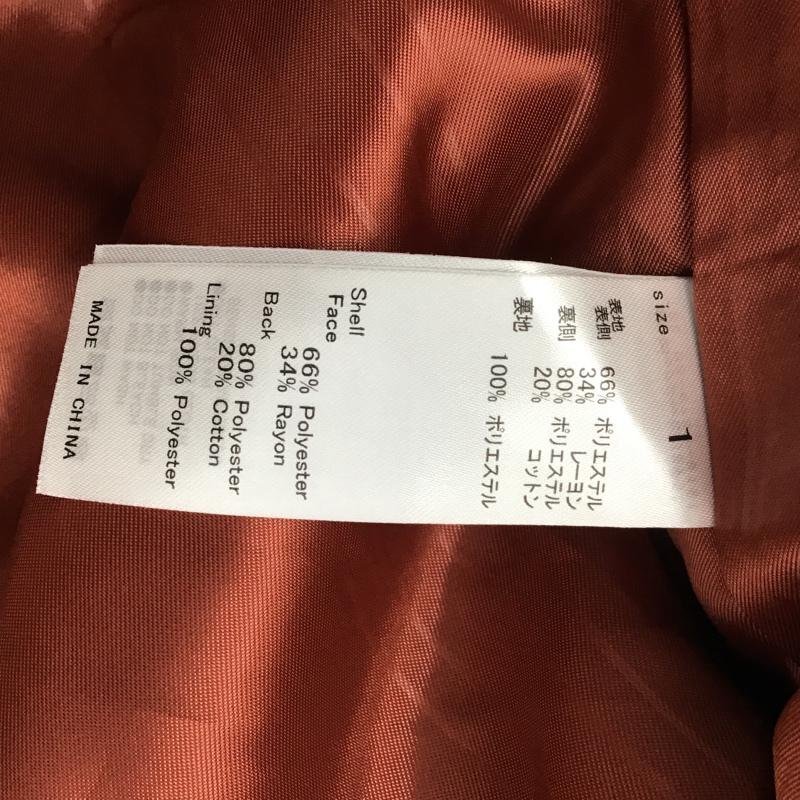 size 1
表地
表側 66% ポリエステル
34% レーヨン
裏側 80% ポリエステル
20% コットン
裏地 100% ポリエステル
Shell
Face 66% Polyester
34% Rayon
Back 80% Polyester
20% Cotton
Lining 100% Polyester
MADE IN CHINA